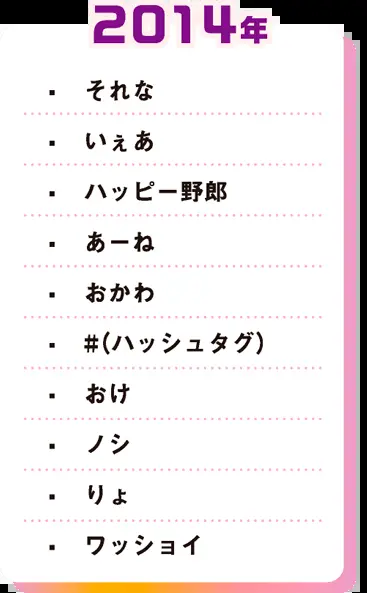 2014年
▪ それな
▪ いぇあ
▪ ハッピー野郎
▪ あーね
▪ おかわ
▪ #(ハッシュタグ)
▪ おけ
▪ ノシ
▪ りょ
▪ ワッショイ